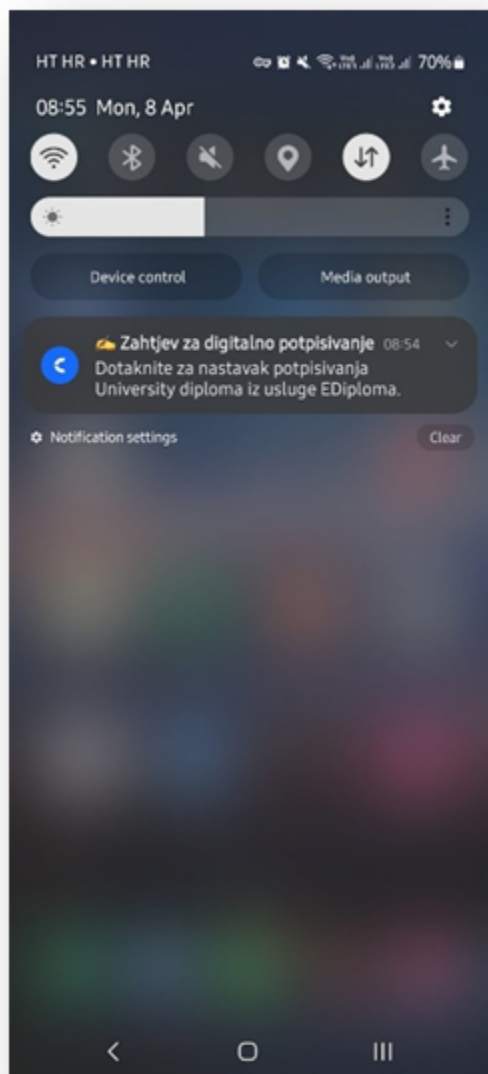 HT HR • HT HR 70%
08:55 Mon, 8 Apr
Device control Media output
✍ Zahtjev za digitalno potpisivanje 08:54
Dotaknite za nastavak potpisivanja
University diploma iz usluge EDiploma.
Notification settings Clear